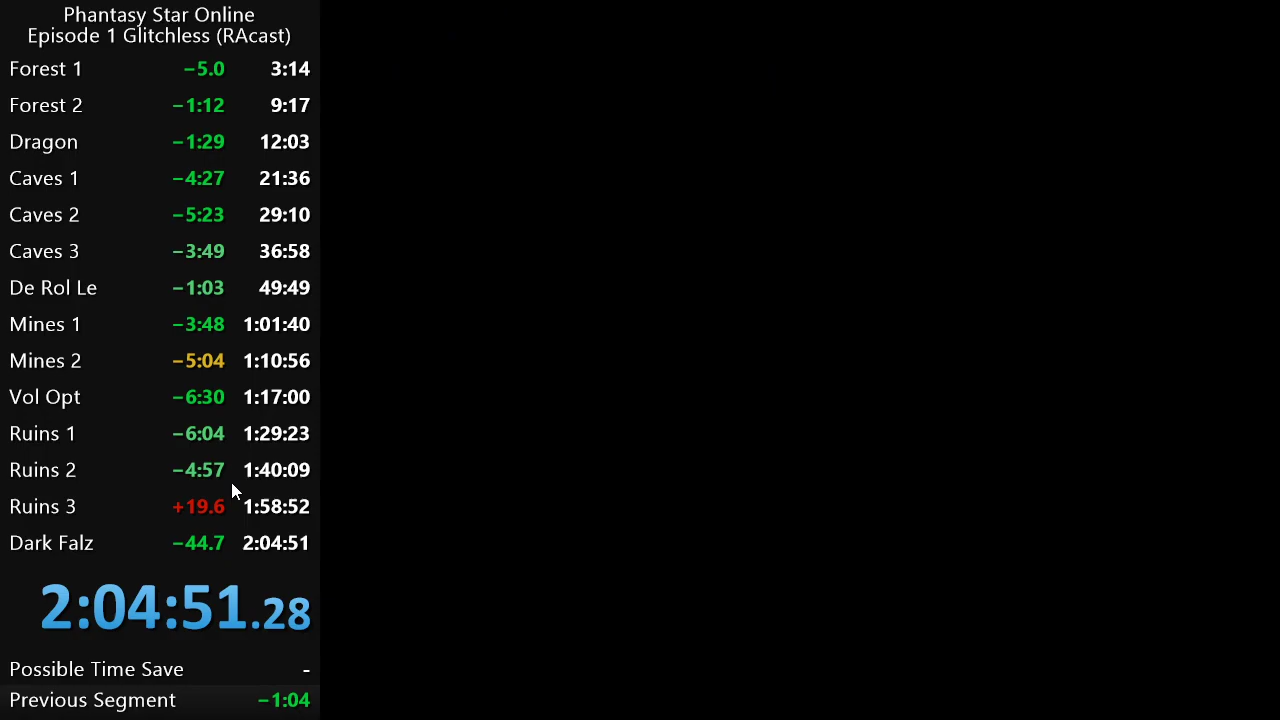 Phantasy Star Online
Episode 1 Glitchless (RAcast)
Forest 1 −5.0 3:14
Forest 2 −1:12 9:17
Dragon −1:29 12:03
Caves 1 −4:27 21:36
Caves 2 −5:23 29:10
Caves 3 −3:49 36:58
De Rol Le −1:03 49:49
Mines 1 −3:48 1:01:40
Mines 2 −5:04 1:10:56
Vol Opt −6:30 1:17:00
Ruins 1 −6:04 1:29:23
Ruins 2 −4:57 1:40:09
Ruins 3 +19.6 1:58:52
Dark Falz −44.7 2:04:51
2:04:51.28
Possible Time Save -
Previous Segment −1:04